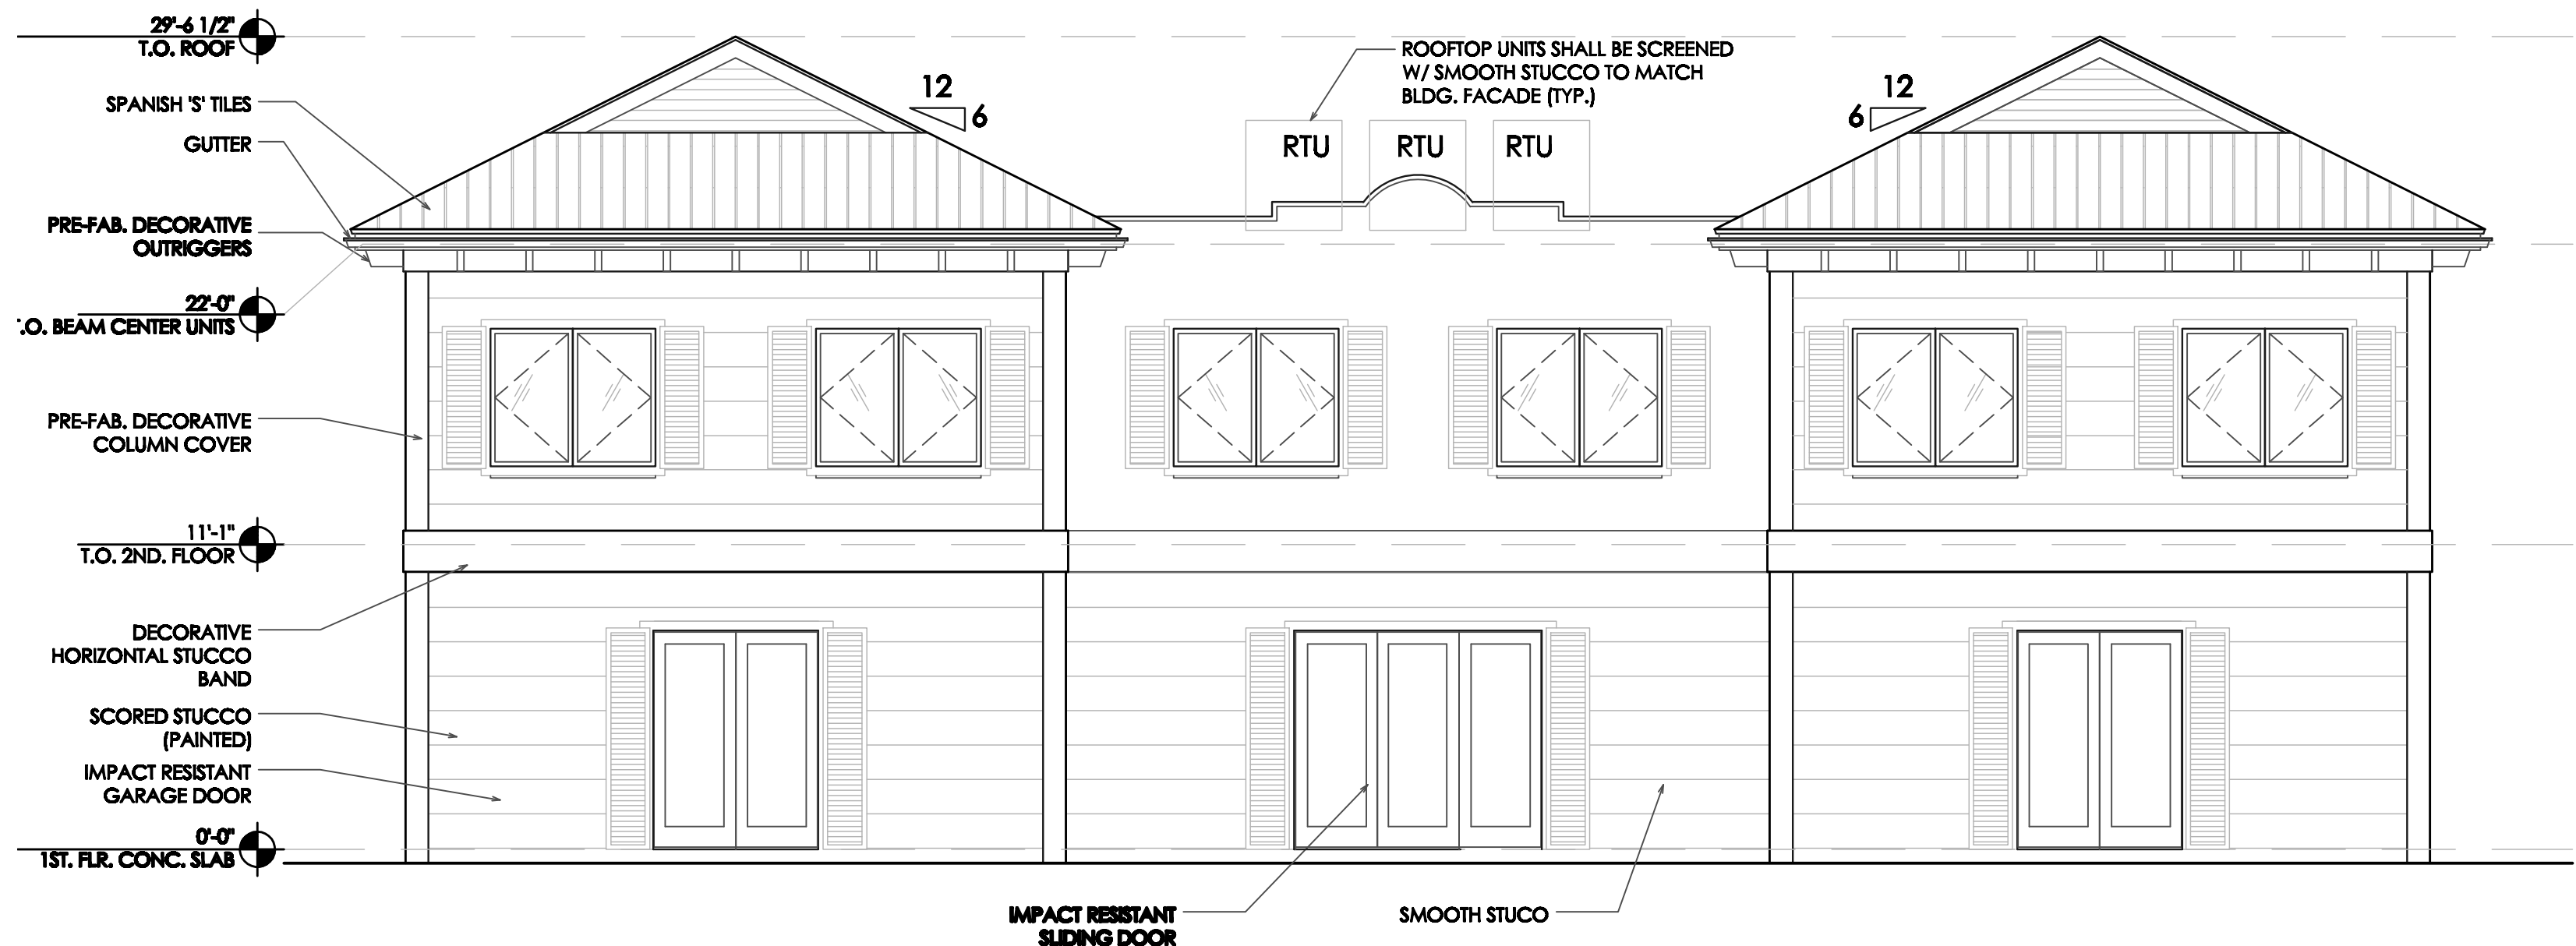 29'-6 1/2"
T.O. ROOF
SPANISH 'S' TILES
GUTTER
PRE-FAB. DECORATIVE
OUTRIGGERS
22'-0"
.O. BEAM CENTER UNITS
PRE-FAB. DECORATIVE
COLUMN COVER
11'-1"
T.O. 2ND. FLOOR
DECORATIVE
HORIZONTAL STUCCO
BAND
SCORED STUCCO
(PAINTED)
IMPACT RESISTANT
GARAGE DOOR
0'-0"
1ST. FLR. CONC. SLAB
12
6
ROOFTOP UNITS SHALL BE SCREENED
W/ SMOOTH STUCCO TO MATCH
BLDG. FACADE (TYP.)
RTU
RTU
RTU
12
6
IMPACT RESISTANT
SLIDING DOOR
SMOOTH STUCO